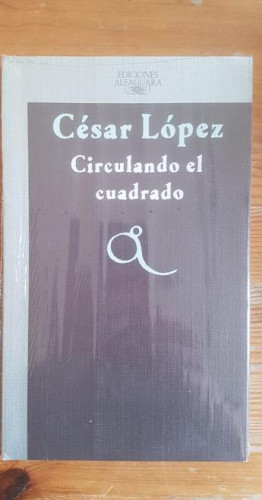 EDICIONES
ALFAGUARA
César López
Circulando el
cuadrado